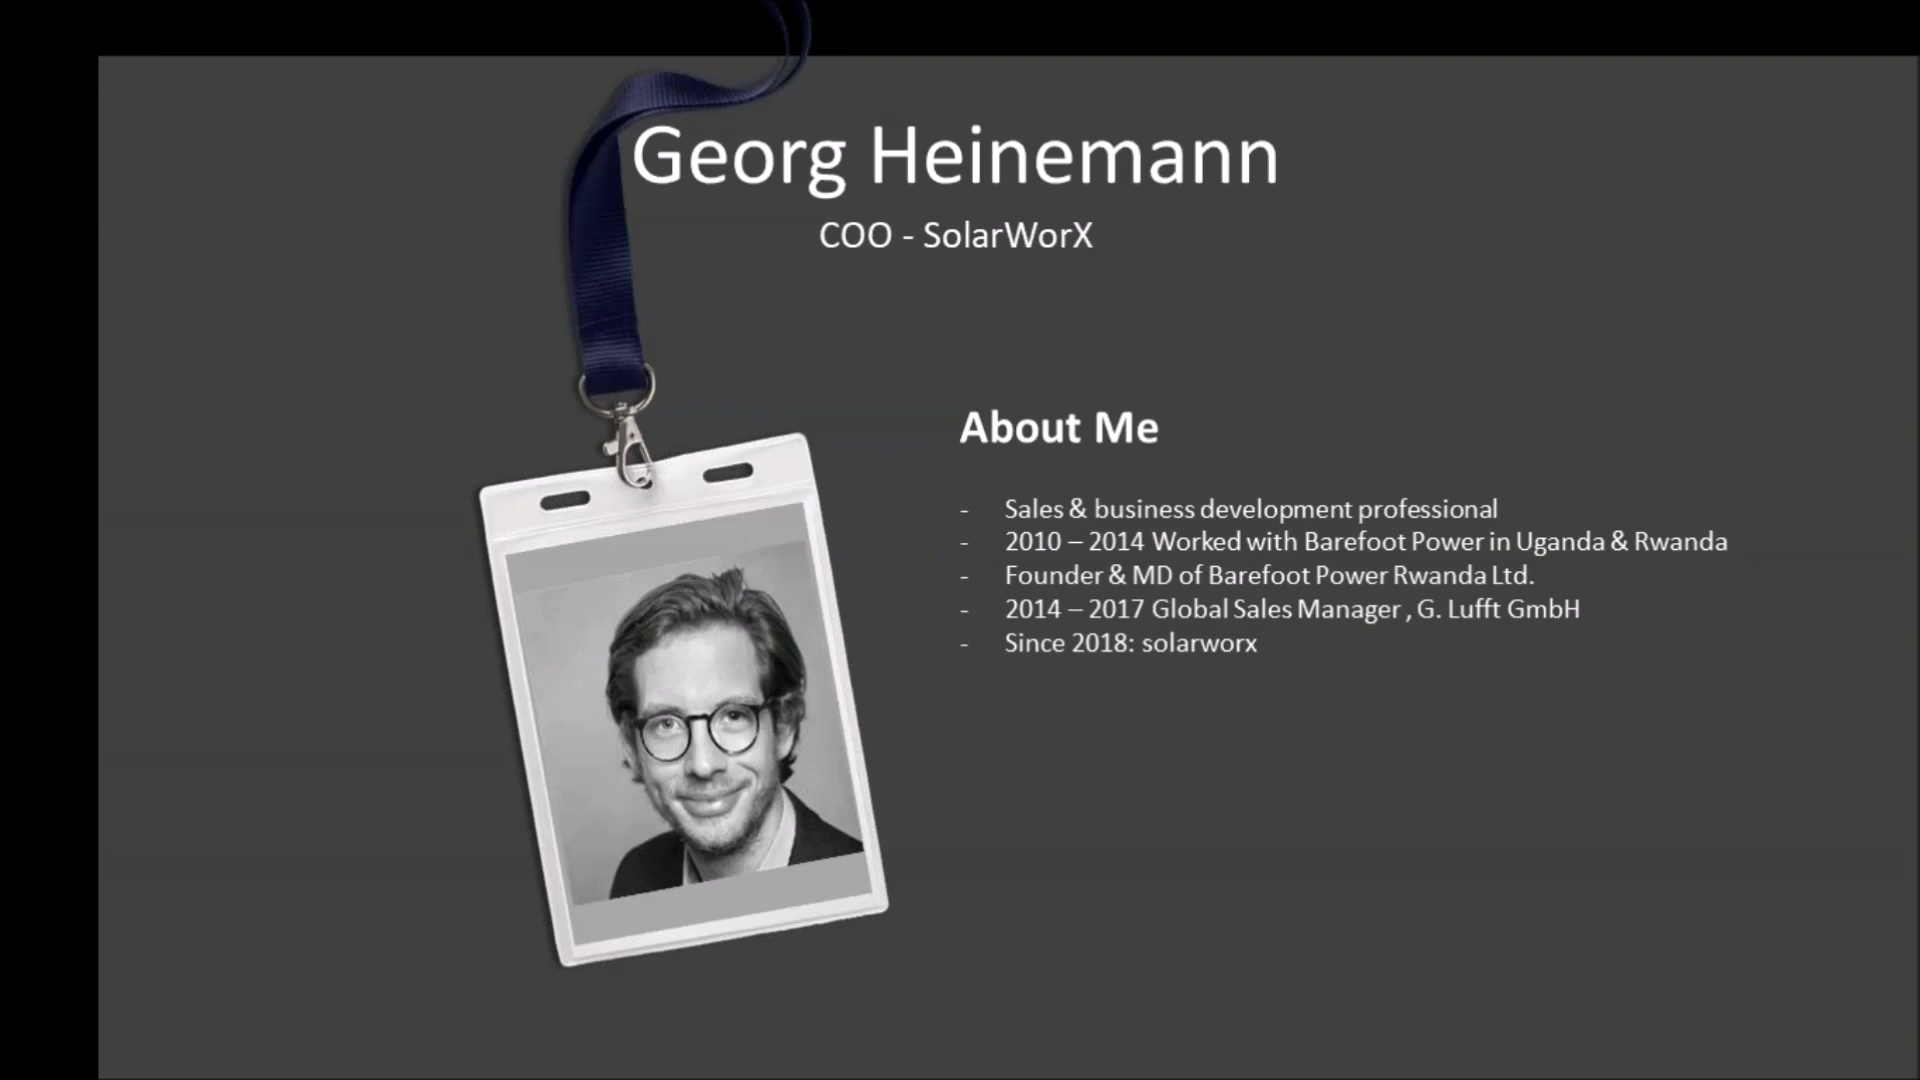 Georg Heinemann
COO - SolarWorX
About Me
- Sales & business development professional
- 2010 – 2014 Worked with Barefoot Power in Uganda & Rwanda
- Founder & MD of Barefoot Power Rwanda Ltd.
- 2014 – 2017 Global Sales Manager , G. Lufft GmbH
- Since 2018: solarworx